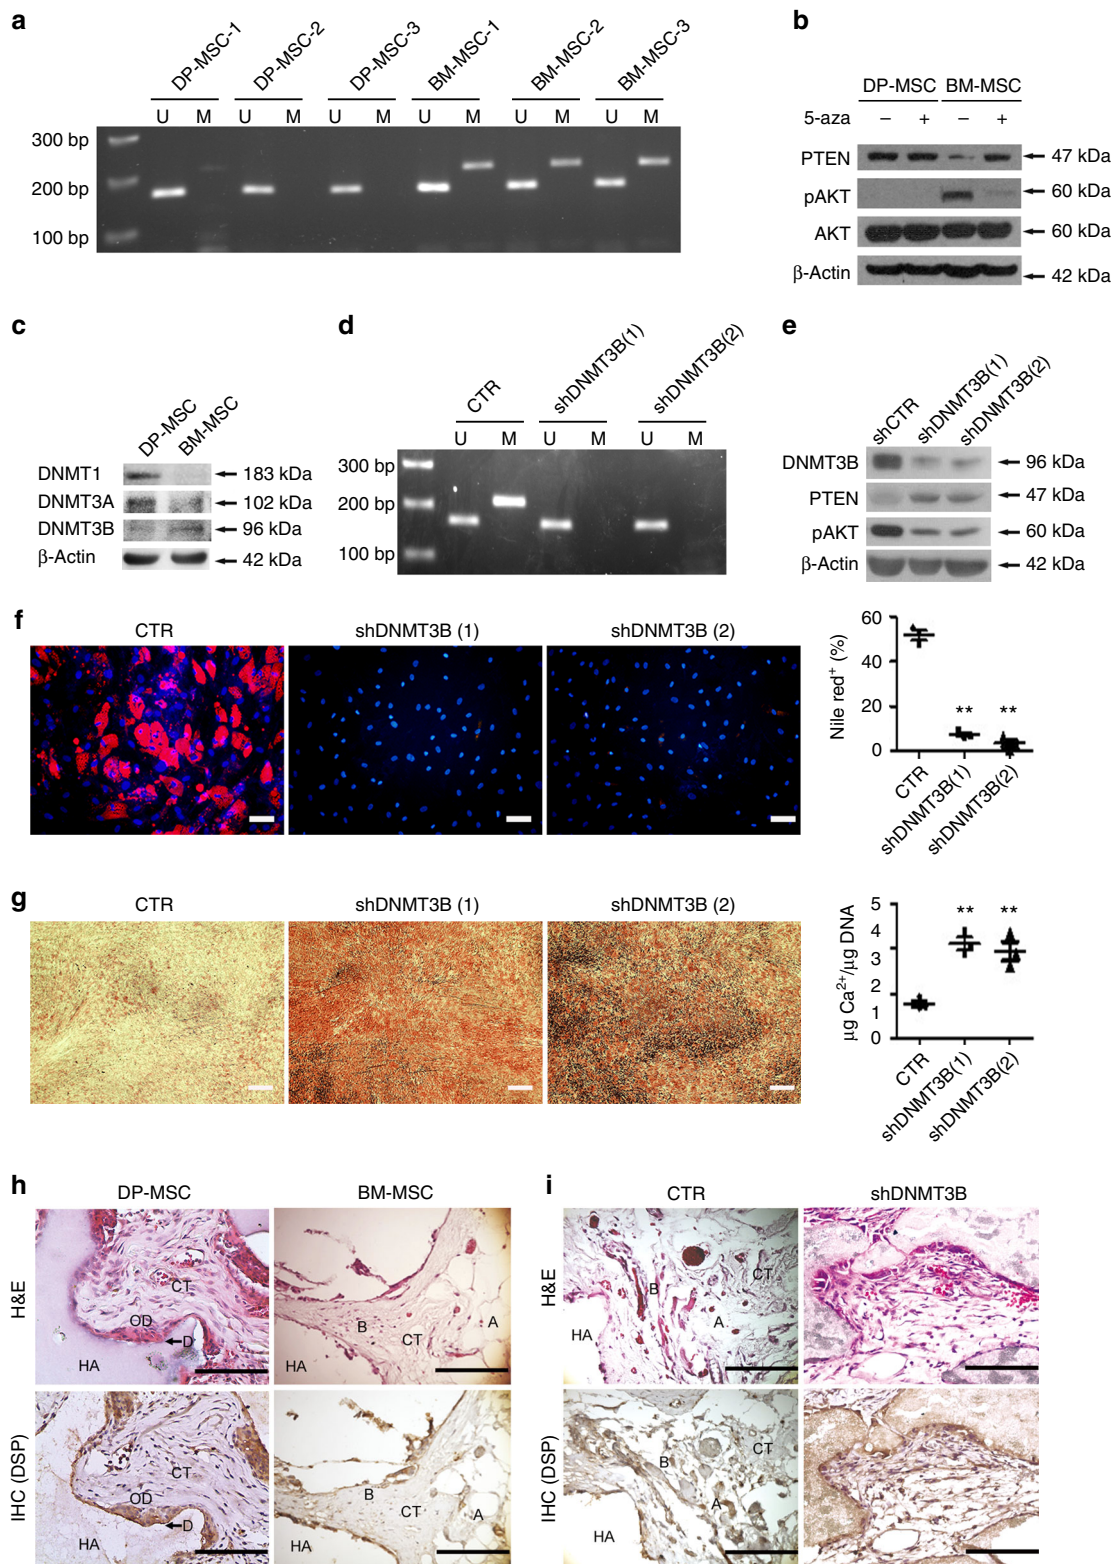 a
DP-MSC-1
DP-MSC-2
DP-MSC-3
BM-MSC-1
BM-MSC-2
BM-MSC-3
U M U M U M U M U M U M
300 bp
200 bp
100 bp
b
DP-MSC BM-MSC
5-aza − + − +
PTEN 47 kDa
pAKT 60 kDa
AKT 60 kDa
β-Actin 42 kDa
c
DP-MSC
BM-MSC
DNMT1 183 kDa
DNMT3A 102 kDa
DNMT3B 96 kDa
β-Actin 42 kDa
d
CTR
shDNMT3B(1)
shDNMT3B(2)
U M U M U M
300 bp
200 bp
100 bp
e
shCTR
shDNMT3B(1)
shDNMT3B(2)
DNMT3B 96 kDa
PTEN 47 kDa
pAKT 60 kDa
β-Actin 42 kDa
f
CTR
shDNMT3B (1)
shDNMT3B (2)
Nile red⁺ (%)
60
40
20
0
** **
CTR
shDNMT3B(1)
shDNMT3B(2)
g
CTR
shDNMT3B (1)
shDNMT3B (2)
µg Ca²⁺/µg DNA
5
4
3
2
1
0
** **
CTR
shDNMT3B(1)
shDNMT3B(2)
h
DP-MSC
BM-MSC
H&E
CT
OD
D
HA
B
CT
A
HA
IHC (DSP)
CT
OD
D
HA
B
CT
A
HA
i
CTR
shDNMT3B
H&E
B
CT
A
HA
IHC (DSP)
B
CT
A
HA